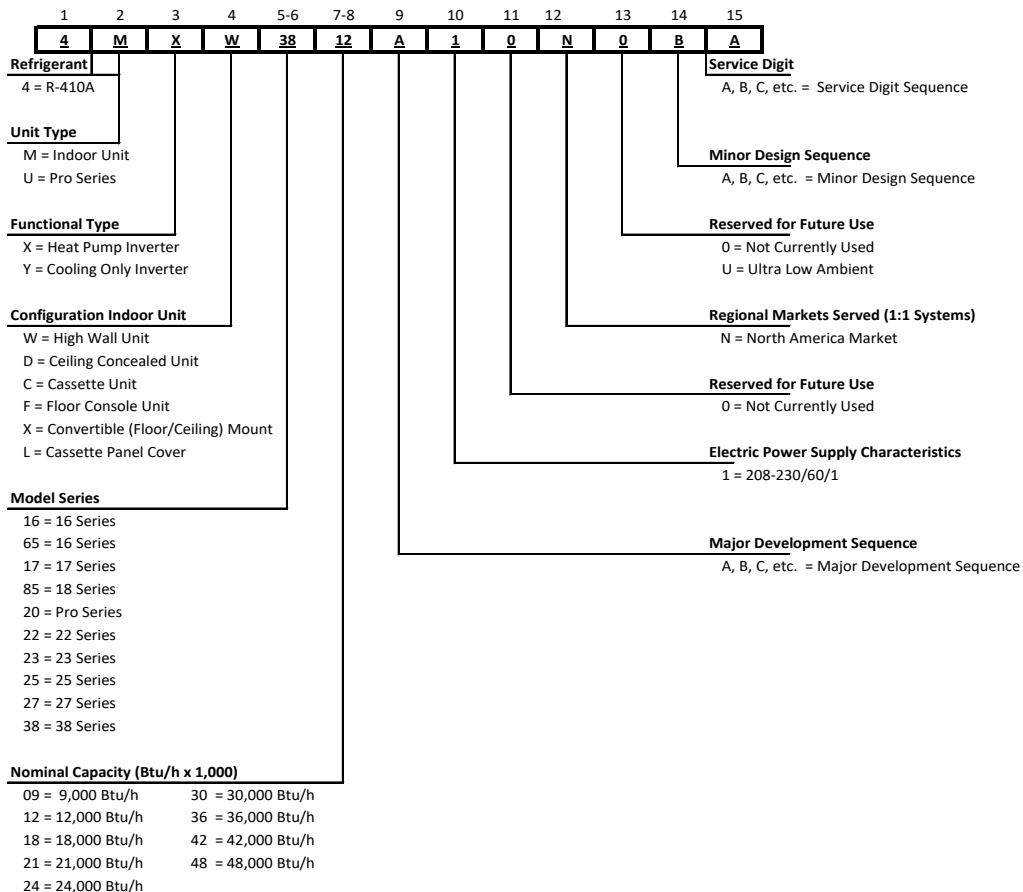 1 2 3 4 5-6 7-8 9 10 11 12 13 14 15
4 M X W 38 12 A 1 0 N 0 B A
Refrigerant
4 = R-410A
Unit Type
M = Indoor Unit
U = Pro Series
Functional Type
X = Heat Pump Inverter
Y = Cooling Only Inverter
Configuration Indoor Unit
W = High Wall Unit
D = Ceiling Concealed Unit
C = Cassette Unit
F = Floor Console Unit
X = Convertible (Floor/Ceiling) Mount
L = Cassette Panel Cover
Model Series
16 = 16 Series
65 = 16 Series
17 = 17 Series
85 = 18 Series
20 = Pro Series
22 = 22 Series
23 = 23 Series
25 = 25 Series
27 = 27 Series
38 = 38 Series
Nominal Capacity (Btu/h x 1,000)
09 = 9,000 Btu/h 30 = 30,000 Btu/h
12 = 12,000 Btu/h 36 = 36,000 Btu/h
18 = 18,000 Btu/h 42 = 42,000 Btu/h
21 = 21,000 Btu/h 48 = 48,000 Btu/h
24 = 24,000 Btu/h
Service Digit
A, B, C, etc. = Service Digit Sequence
Minor Design Sequence
A, B, C, etc. = Minor Design Sequence
Reserved for Future Use
0 = Not Currently Used
U = Ultra Low Ambient
Regional Markets Served (1:1 Systems)
N = North America Market
Reserved for Future Use
0 = Not Currently Used
Electric Power Supply Characteristics
1 = 208-230/60/1
Major Development Sequence
A, B, C, etc. = Major Development Sequence